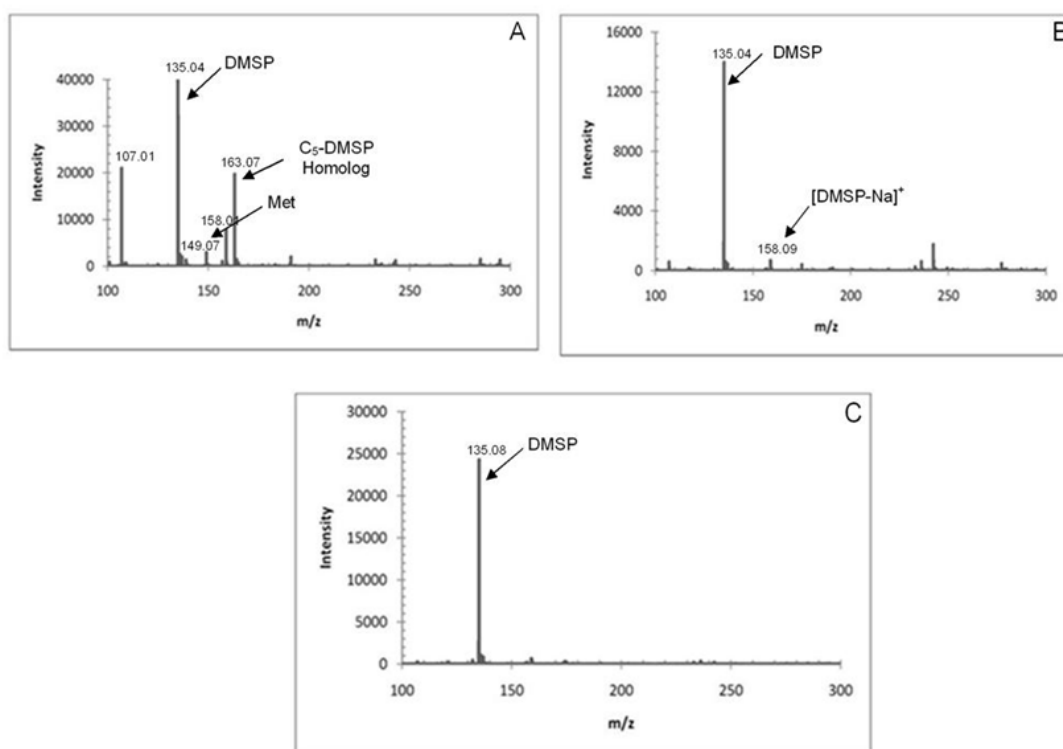 A
40000
30000
20000
10000
0
Intensity
107.01
135.04
DMSP
C₅-DMSP
Homolog
163.07
Met
158.01
149.07
100 150 200 250 300
m/z
B
16000
12000
8000
4000
0
Intensity
135.04
DMSP
[DMSP-Na]⁺
158.09
100 150 200 250 300
m/z
C
30000
25000
20000
15000
10000
5000
0
Intensity
135.08
DMSP
100 150 200 250 300
m/z